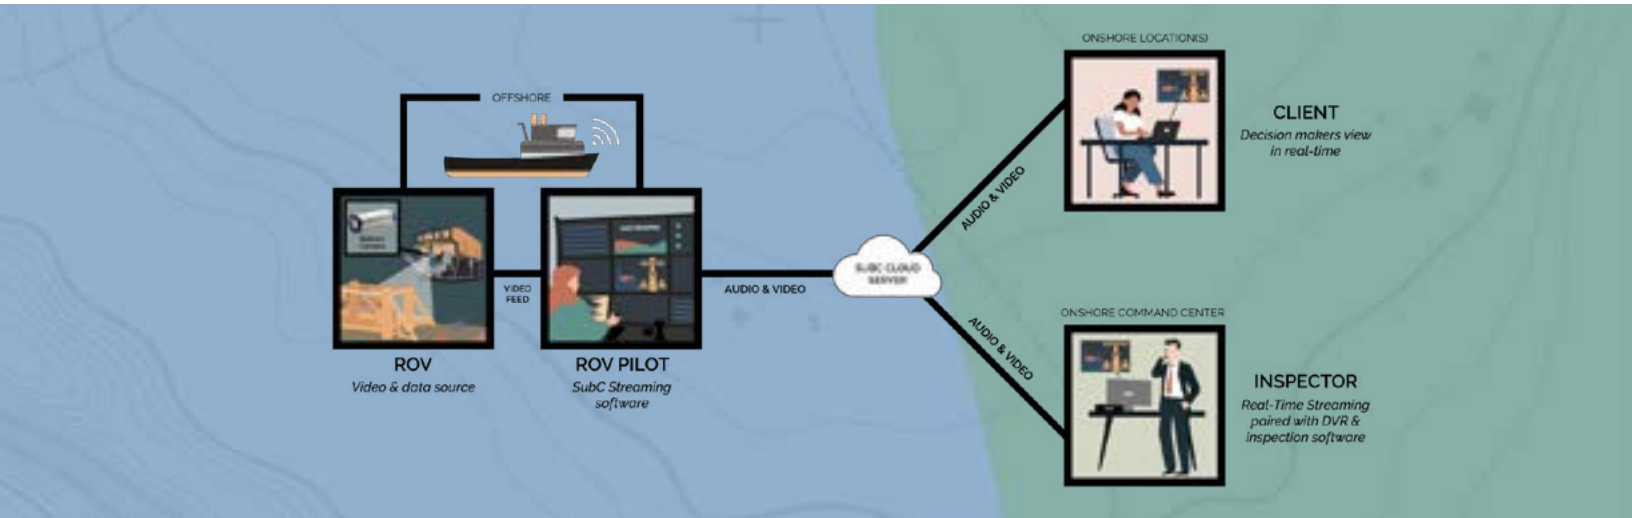 OFFSHORE
ROV
Video & data source
VIDEO
FEED
ROV PILOT
SubC Streaming
software
AUDIO & VIDEO
SUBC CLOUD
SERVER
AUDIO & VIDEO
ONSHORE LOCATION(S)
CLIENT
Decision makers view
in real-time
AUDIO & VIDEO
ONSHORE COMMAND CENTER
INSPECTOR
Real-Time Streaming
paired with DVR &
inspection software